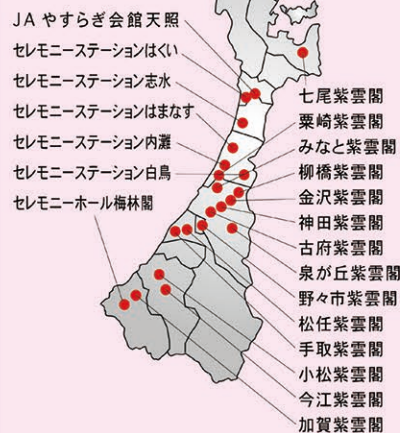 JAやすらぎ会館天照
セレモニーステーションはくい
セレモニーステーション志水
セレモニーステーションはまなす
セレモニーステーション内灘
セレモニーステーション白鳥
セレモニーホール梅林閣
七尾紫雲閣
粟崎紫雲閣
みなと紫雲閣
柳橋紫雲閣
金沢紫雲閣
神田紫雲閣
古府紫雲閣
泉が丘紫雲閣
野々市紫雲閣
松任紫雲閣
手取紫雲閣
小松紫雲閣
今江紫雲閣
加賀紫雲閣